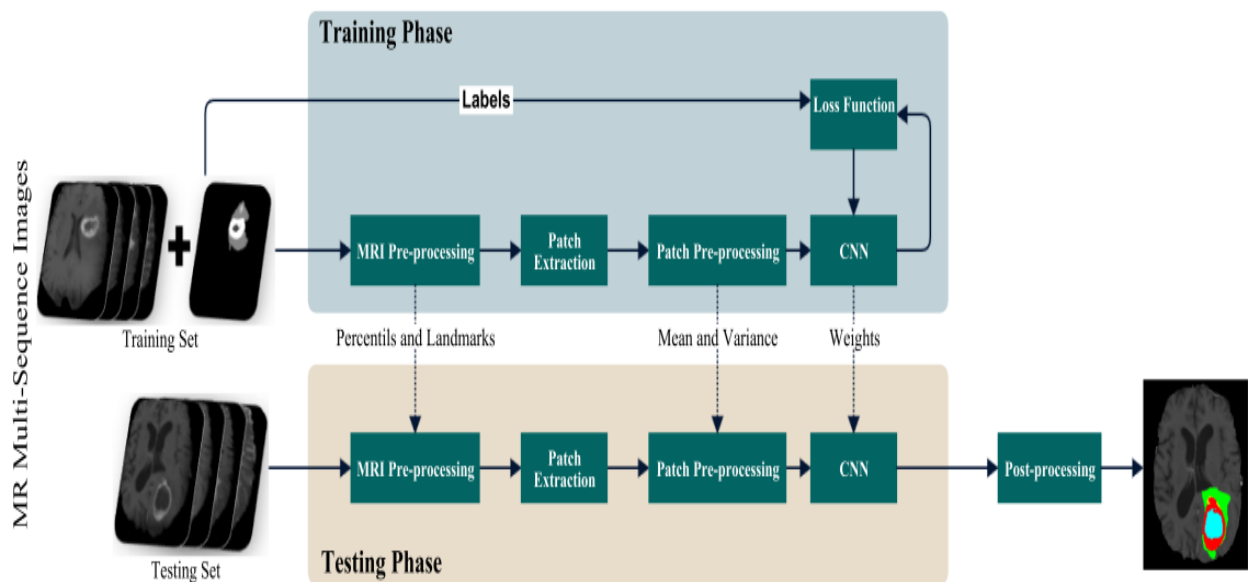 MR Multi-Sequence Images
Training Phase
Labels
Loss Function
MRI Pre-processing
Patch
Extraction
Patch Pre-processing
CNN
Training Set
Percentils and Landmarks
Mean and Variance
Weights
MRI Pre-processing
Patch
Extraction
Patch Pre-processing
CNN
Post-processing
Testing Phase
Testing Set